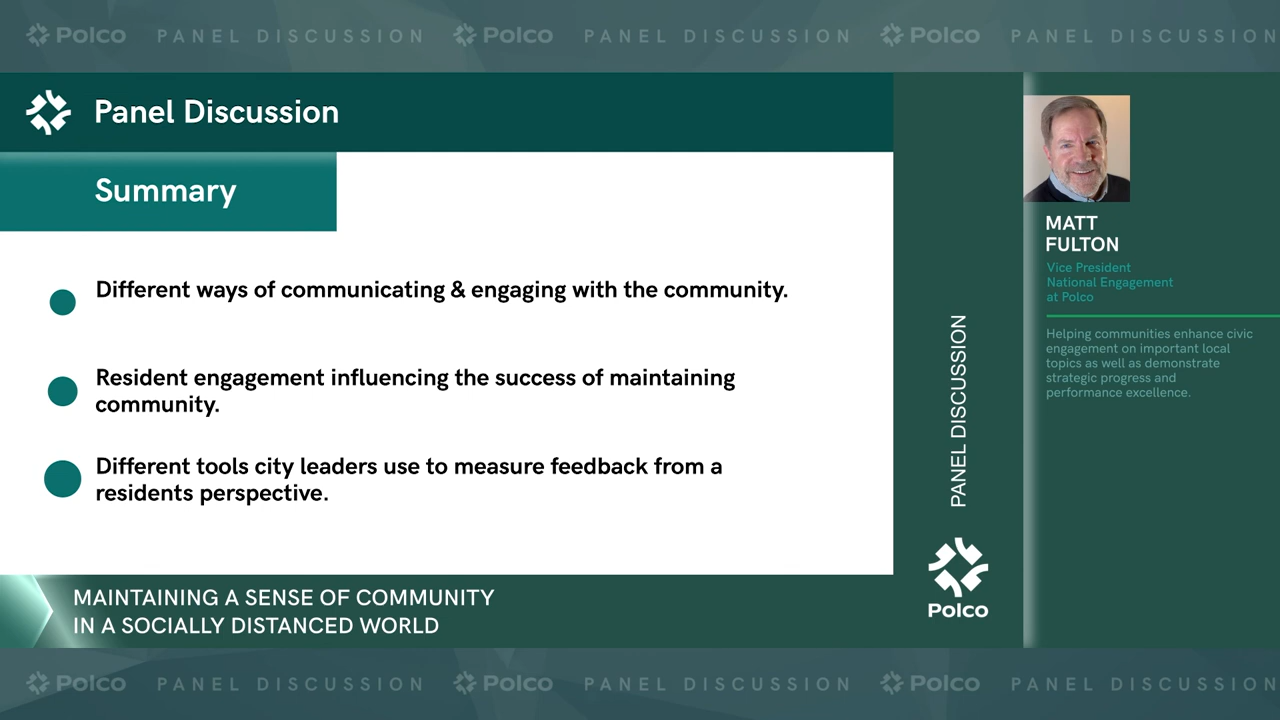 Polco PANEL DISCUSSION Polco PANEL DISCUSSION Polco PANEL DISCUSSION
Panel Discussion
Summary
Different ways of communicating & engaging with the community.
Resident engagement influencing the success of maintaining
community.
Different tools city leaders use to measure feedback from a
residents perspective.
MAINTAINING A SENSE OF COMMUNITY
IN A SOCIALLY DISTANCED WORLD
PANEL DISCUSSION
Polco
MATT
FULTON
Vice President
National Engagement
at Polco
Helping communities enhance civic
engagement on important local
topics as well as demonstrate
strategic progress and
performance excellence.
Polco PANEL DISCUSSION Polco PANEL DISCUSSION Polco PANEL DISCUSSION